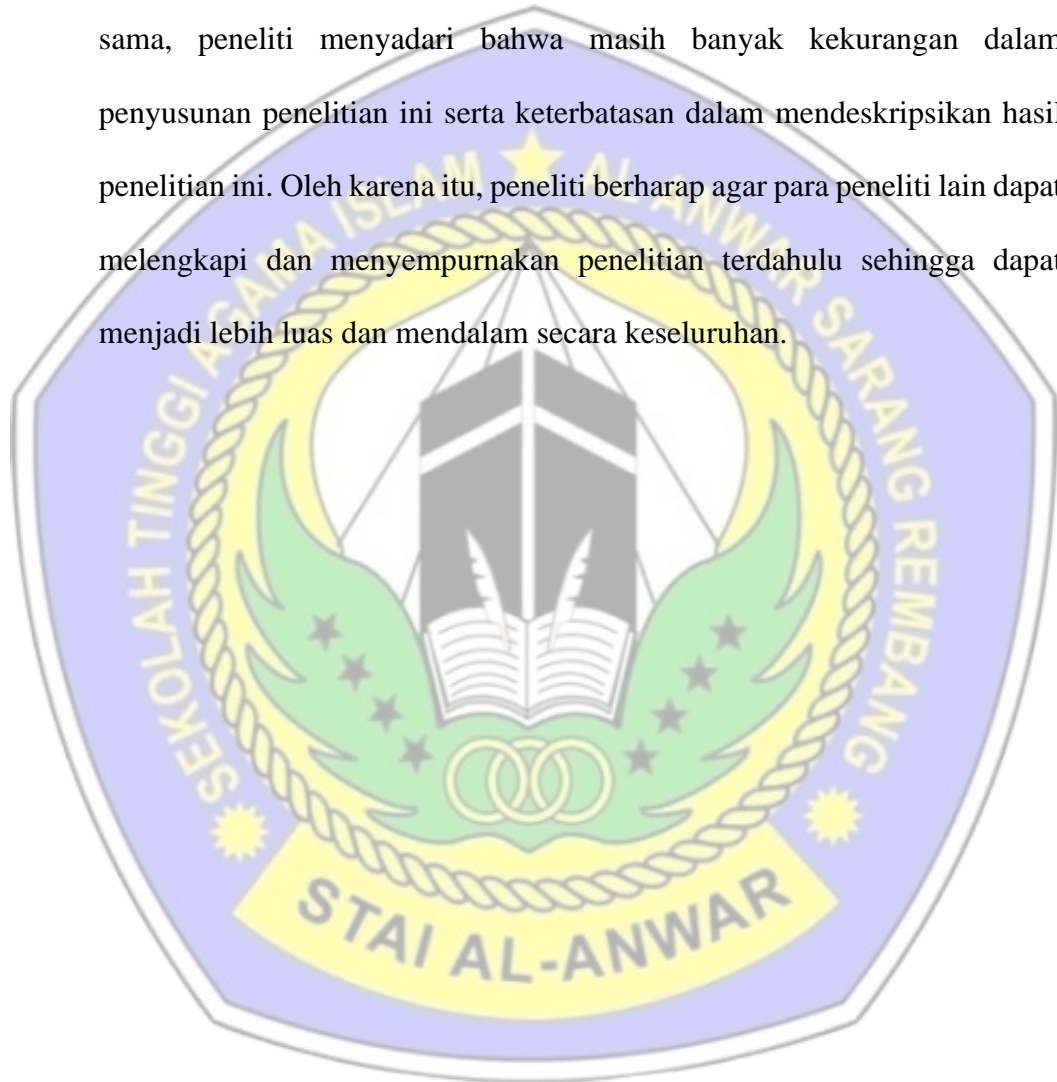 sama, peneliti menyadari bahwa masih banyak kekurangan dalam
penyusunan penelitian ini serta keterbatasan dalam mendeskripsikan hasil
penelitian ini. Oleh karena itu, peneliti berharap agar para peneliti lain dapat
melengkapi dan menyempurnakan penelitian terdahulu sehingga dapat
menjadi lebih luas dan mendalam secara keseluruhan.
SEKOLAH TINGGI AGAMA ISLAM AL ANWAR SARANG REMBANG
STAI AL-ANWAR